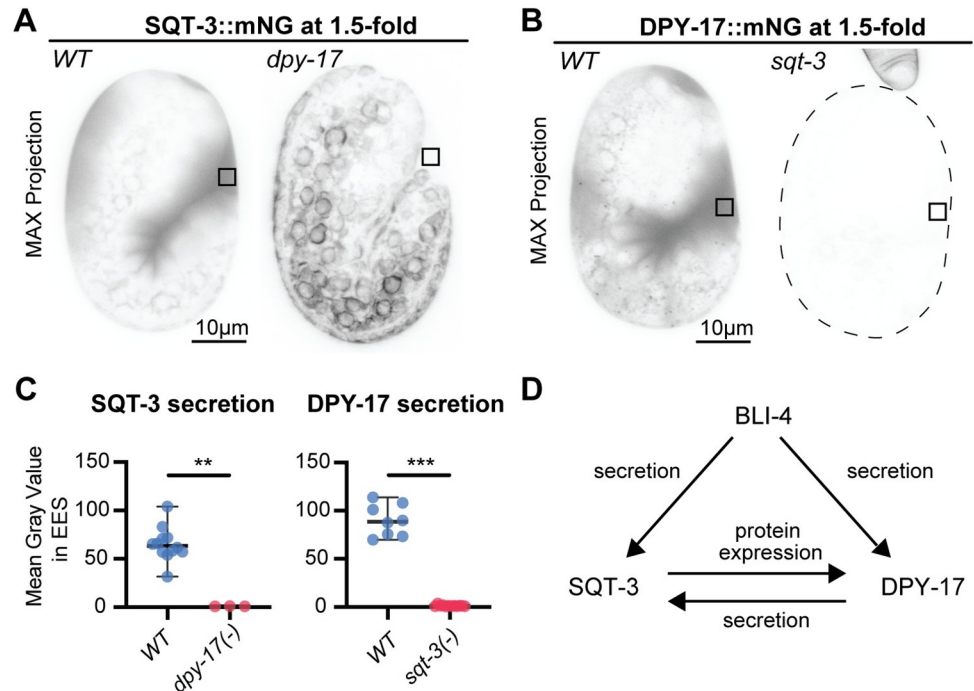 A
SQT-3::mNG at 1.5-fold
WT
dpy-17
MAX Projection
10μm
B
DPY-17::mNG at 1.5-fold
WT
sqt-3
MAX Projection
10μm
C
SQT-3 secretion
DPY-17 secretion
Mean Gray Value
in EES
150
100
50
0
**
WT
dpy-17(-)
150
100
50
0
***
WT
sqt-3(-)
D
BLI-4
secretion
secretion
protein
expression
SQT-3
DPY-17
secretion